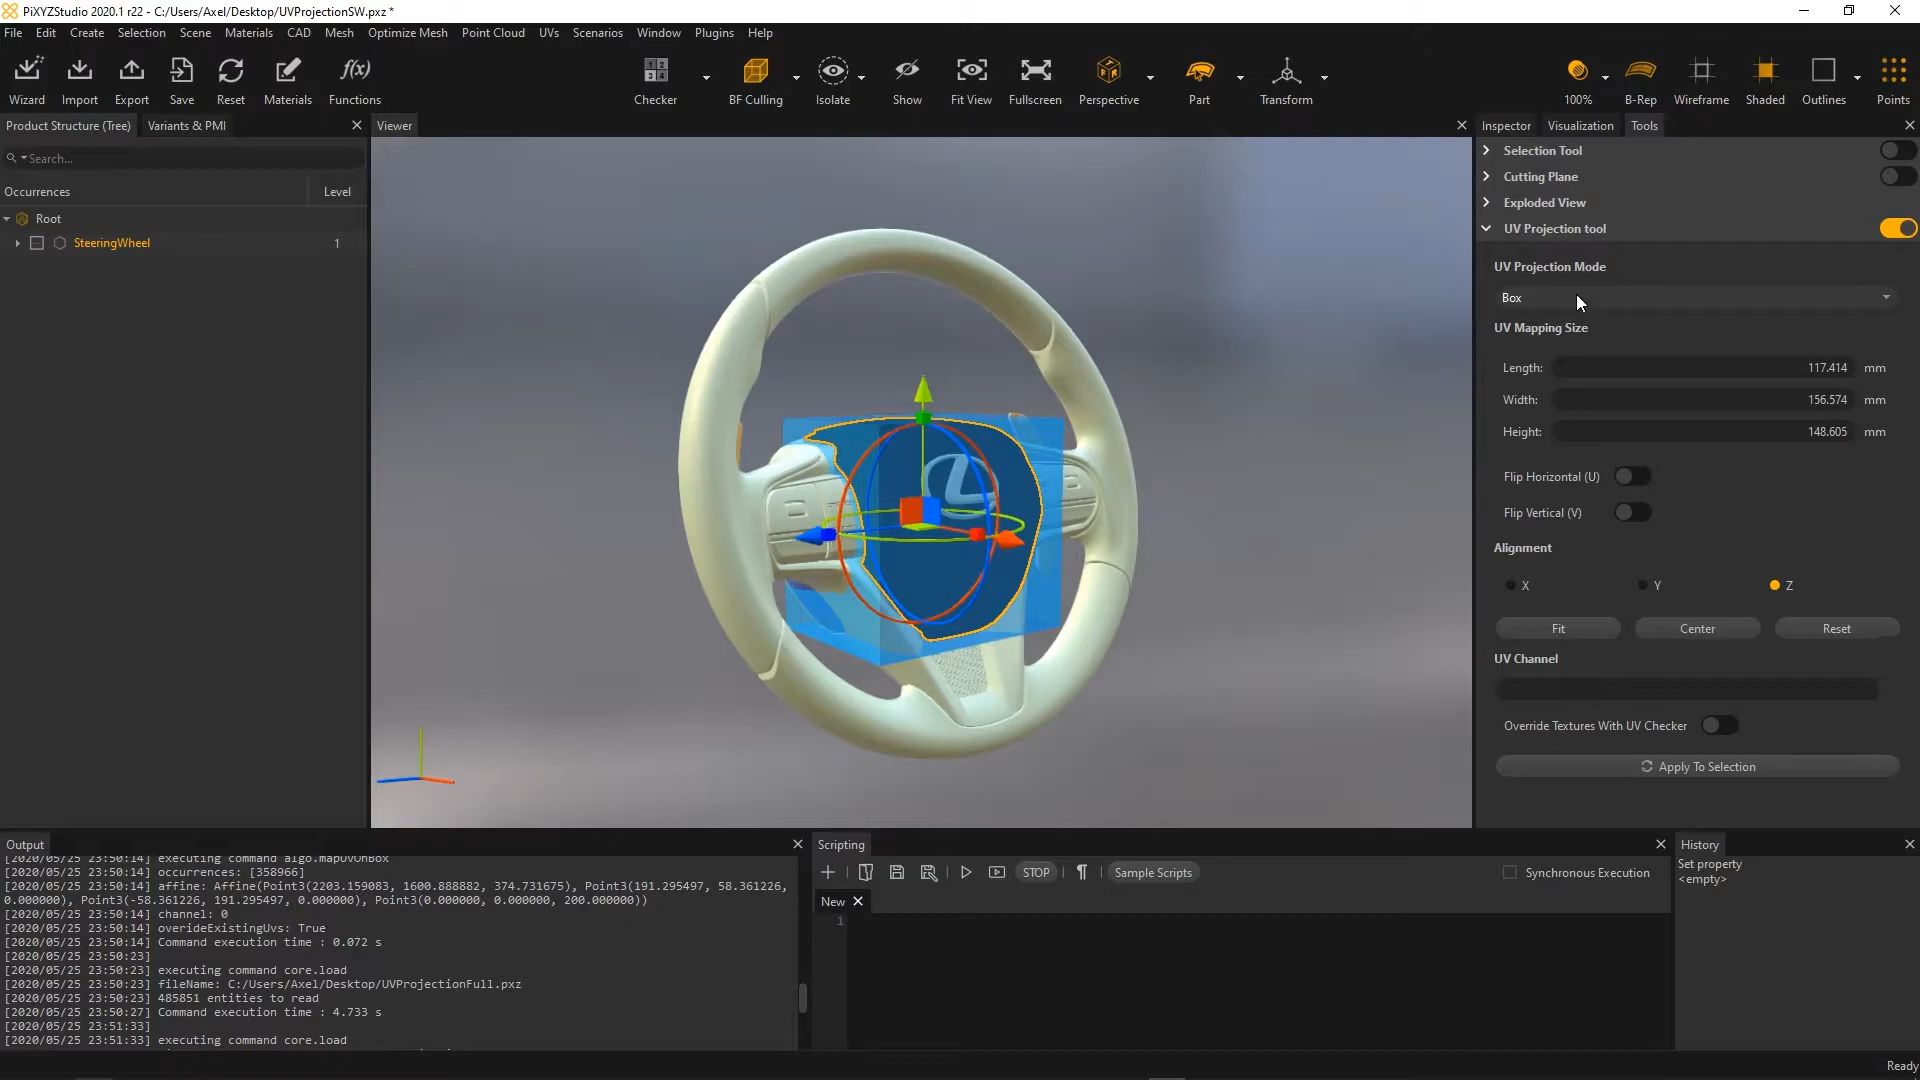 PiXYZStudio 2020.1 r22 - C:/Users/Axel/Desktop/UVProjectionSW.pxz *
File Edit Create Selection Scene Materials CAD Mesh Optimize Mesh Point Cloud UVs Scenarios Window Plugins Help
Wizard Import Export Save Reset Materials Functions Checker BF Culling Isolate Show Fit View Fullscreen Perspective Part Transform 100% B-Rep Wireframe Shaded Outlines Points
Product Structure (Tree) Variants & PMI
Search...
Occurrences Level
Root
SteeringWheel 1
Viewer
Inspector Visualization Tools
Selection Tool
Cutting Plane
Exploded View
UV Projection tool
UV Projection Mode
Box
UV Mapping Size
Length: 117.414 mm
Width: 156.574 mm
Height: 148.605 mm
Flip Horizontal (U)
Flip Vertical (V)
Alignment
X Y Z
Fit Center Reset
UV Channel
Override Textures With UV Checker
Apply To Selection
Output
[2020/05/25 23:50:14] executing command algo.mapUvOnBox
[2020/05/25 23:50:14] occurrences: [358966]
[2020/05/25 23:50:14] affine: Affine(Point3(2203.159083, 1600.888882, 374.731675), Point3(191.295497, 58.361226,
0.000000), Point3(-58.361226, 191.295497, 0.000000), Point3(0.000000, 0.000000, 200.000000))
[2020/05/25 23:50:14] channel: 0
[2020/05/25 23:50:14] overideExistingUvs: True
[2020/05/25 23:50:14] Command execution time : 0.072 s
[2020/05/25 23:50:23]
[2020/05/25 23:50:23] executing command core.load
[2020/05/25 23:50:23] fileName: C:/Users/Axel/Desktop/UVProjectionFull.pxz
[2020/05/25 23:50:23] 485851 entities to read
[2020/05/25 23:50:27] Command execution time : 4.733 s
[2020/05/25 23:51:33]
[2020/05/25 23:51:33] executing command core.load
Scripting
STOP Sample Scripts Synchronous Execution
New
1
History
Set property
<empty>
Ready